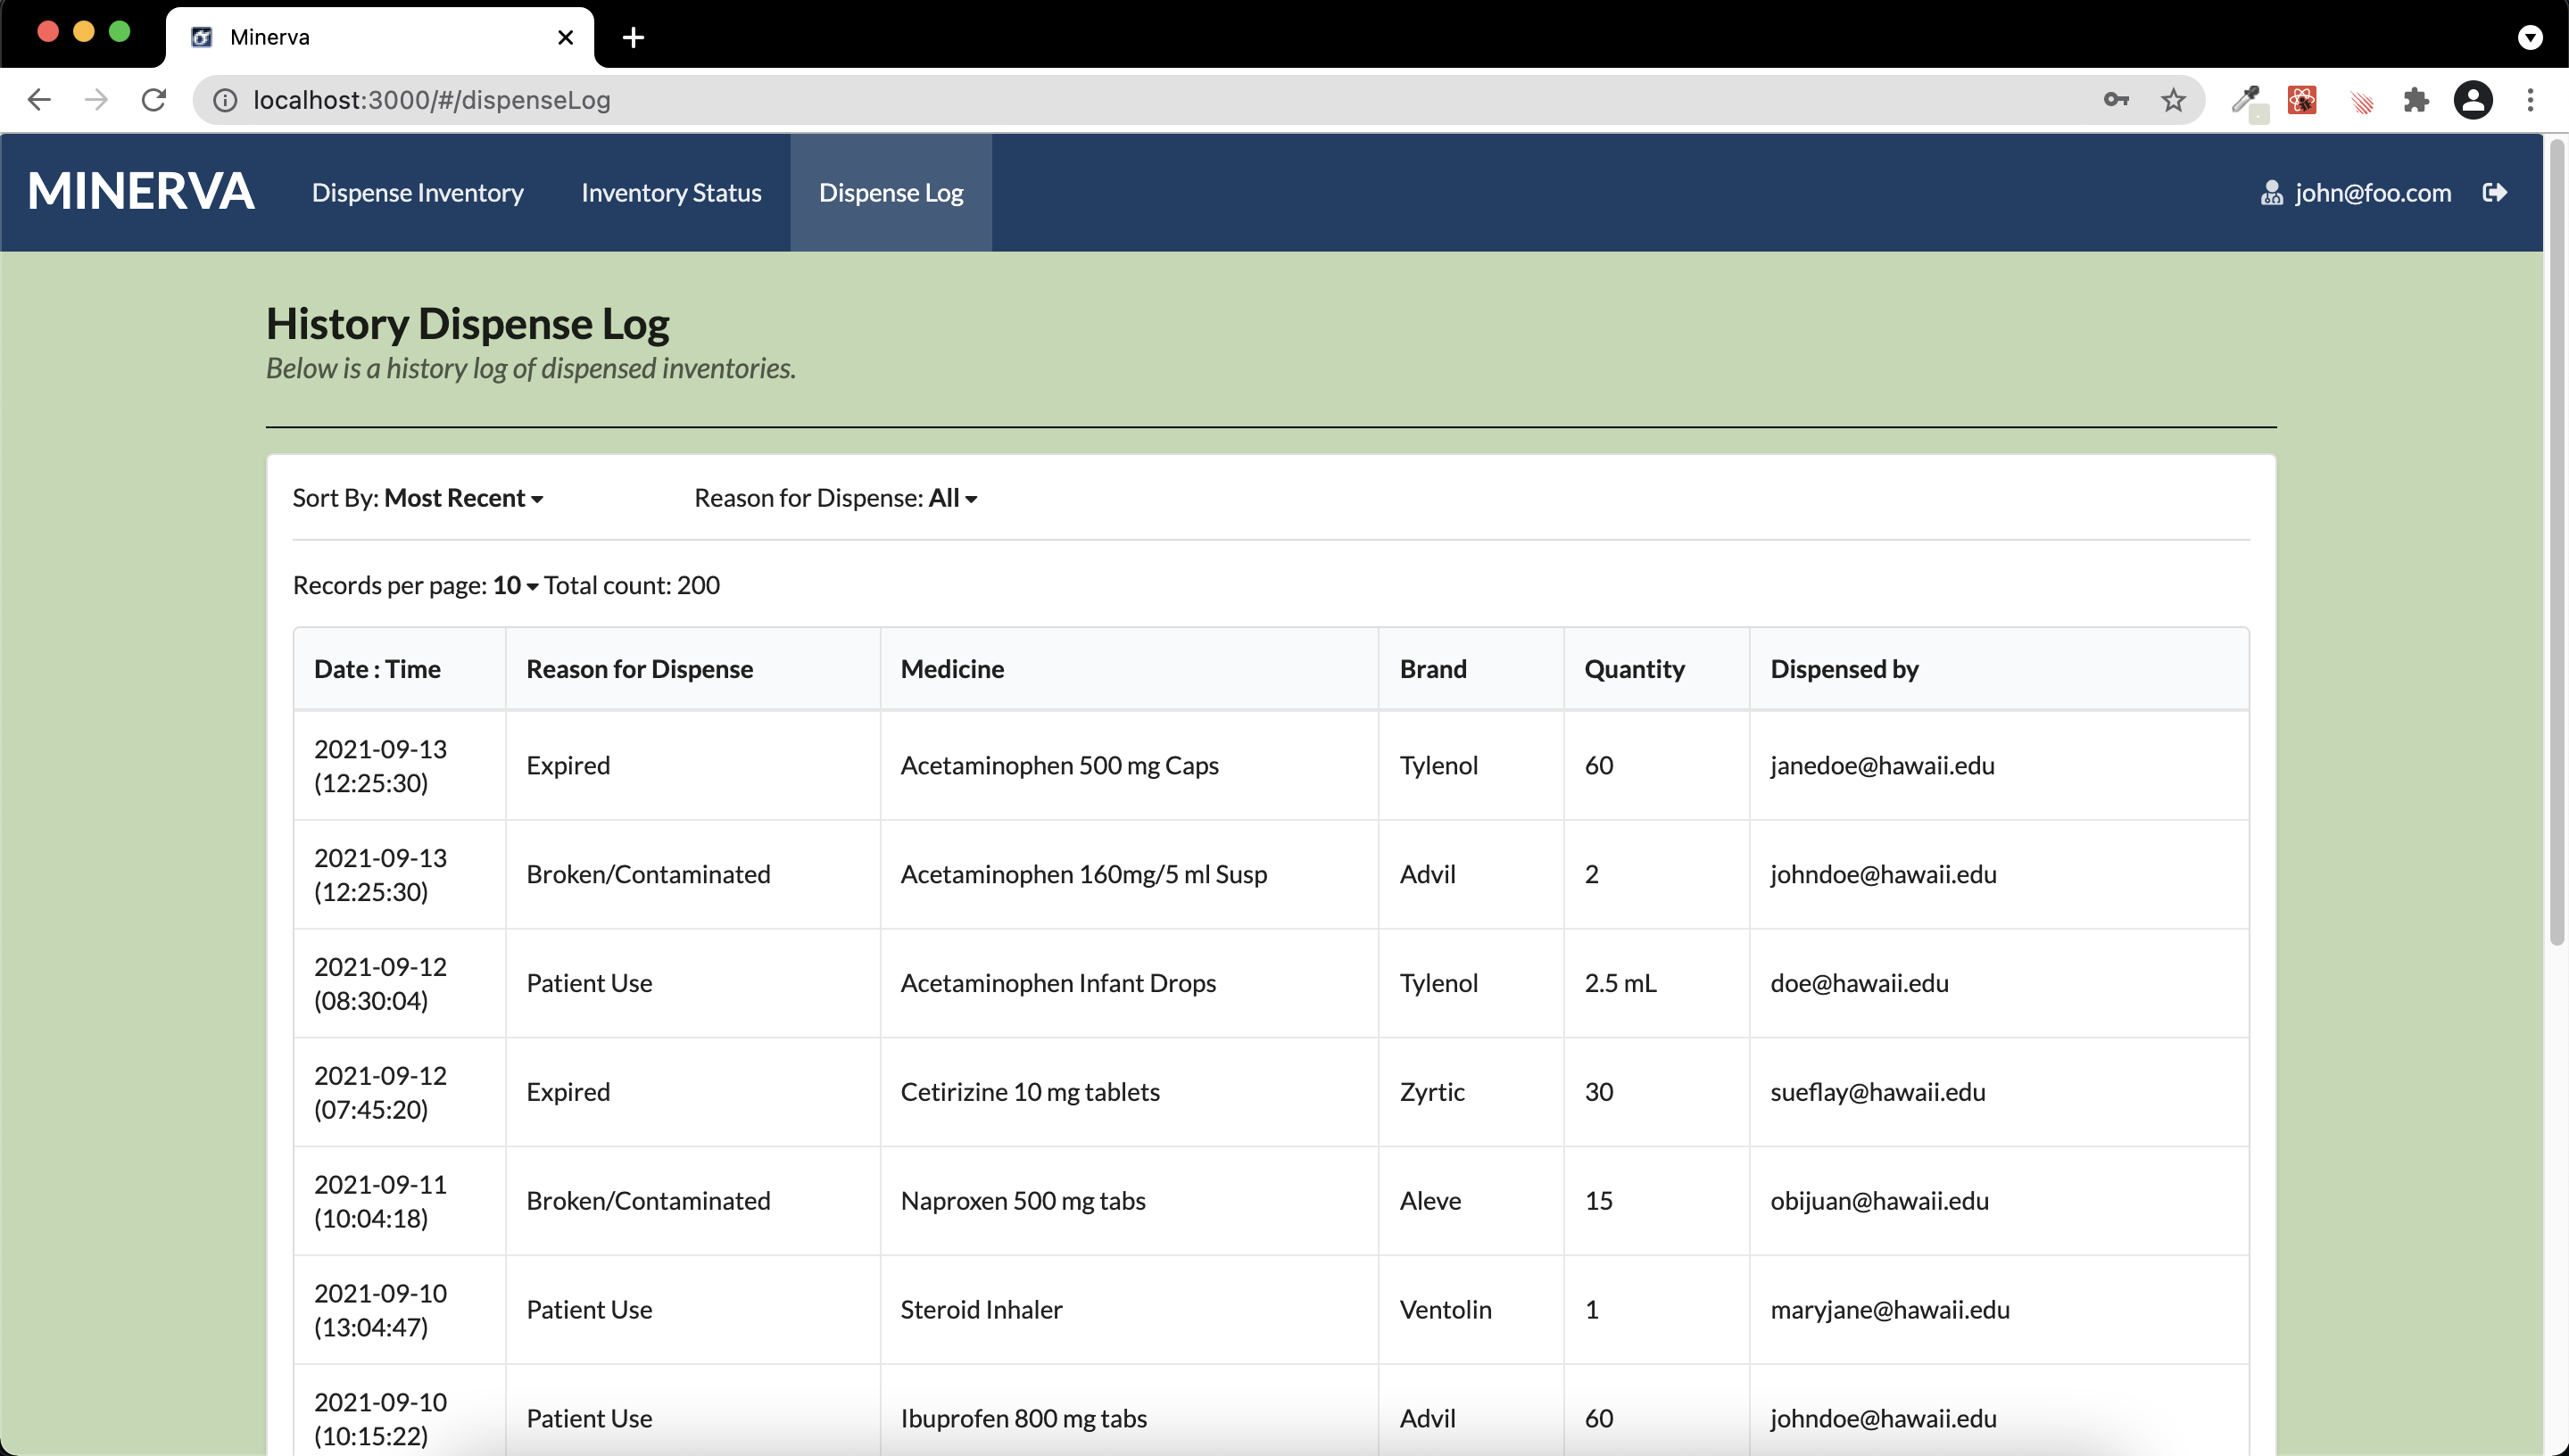 Minerva
localhost:3000/#/dispenseLog
MINERVA Dispense Inventory Inventory Status Dispense Log john@foo.com
History Dispense Log
Below is a history log of dispensed inventories.
Sort By: Most Recent Reason for Dispense: All
Records per page: 10 Total count: 200
Date : Time Reason for Dispense Medicine Brand Quantity Dispensed by
2021-09-13
(12:25:30) Expired Acetaminophen 500 mg Caps Tylenol 60 janedoe@hawaii.edu
2021-09-13
(12:25:30) Broken/Contaminated Acetaminophen 160mg/5 ml Susp Advil 2 johndoe@hawaii.edu
2021-09-12
(08:30:04) Patient Use Acetaminophen Infant Drops Tylenol 2.5 mL doe@hawaii.edu
2021-09-12
(07:45:20) Expired Cetirizine 10 mg tablets Zyrtic 30 sueflay@hawaii.edu
2021-09-11
(10:04:18) Broken/Contaminated Naproxen 500 mg tabs Aleve 15 obijuan@hawaii.edu
2021-09-10
(13:04:47) Patient Use Steroid Inhaler Ventolin 1 maryjane@hawaii.edu
2021-09-10
(10:15:22) Patient Use Ibuprofen 800 mg tabs Advil 60 johndoe@hawaii.edu